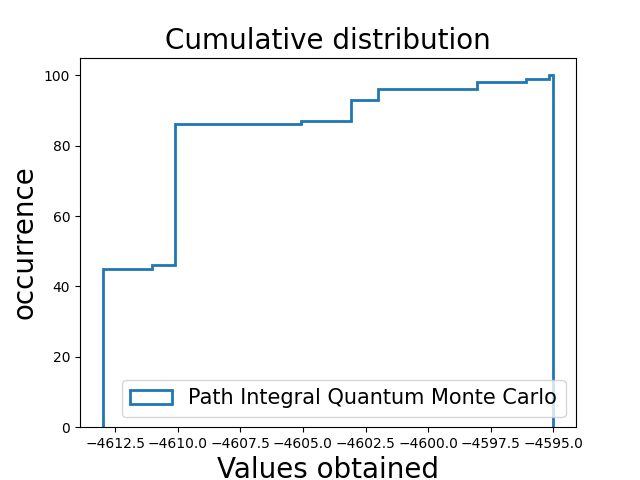 Cumulative distribution
occurrence
100
80
60
40
20
0
Path Integral Quantum Monte Carlo
−4612.5 −4610.0 −4607.5 −4605.0 −4602.5 −4600.0 −4597.5 −4595.0
Values obtained